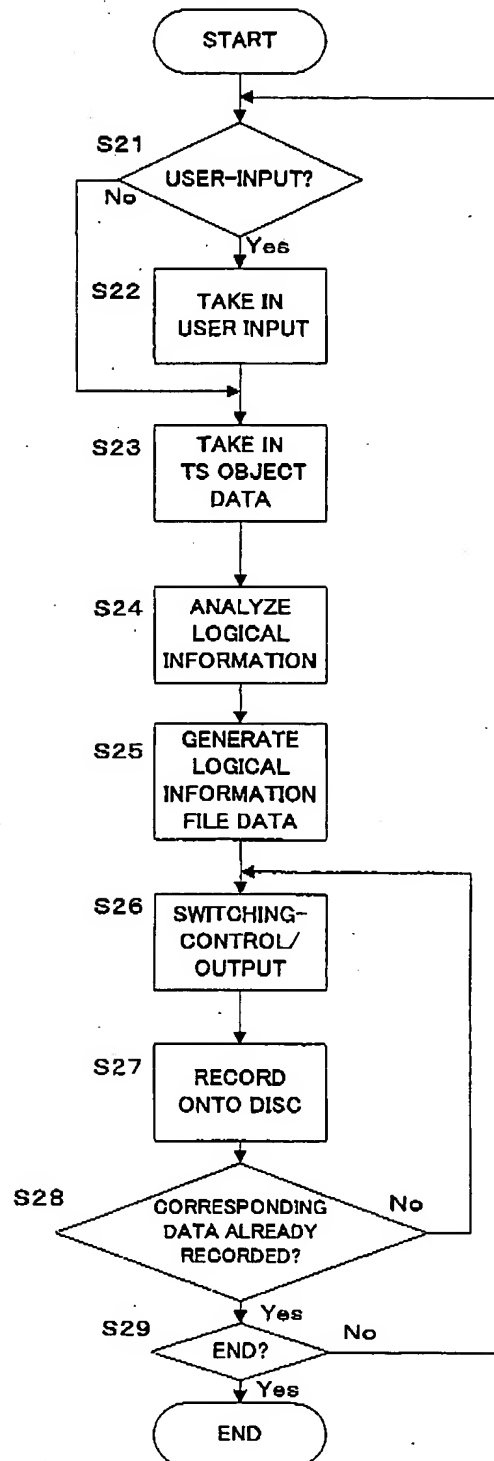 START
S21
USER-INPUT?
No
Yes
S22
TAKE IN
USER INPUT
S23
TAKE IN
TS OBJECT
DATA
S24
ANALYZE
LOGICAL
INFORMATION
S25
GENERATE
LOGICAL
INFORMATION
FILE DATA
S26
SWITCHING-
CONTROL/
OUTPUT
S27
RECORD
ONTO DISC
S28
CORRESPONDING
DATA ALREADY
RECORDED?
No
Yes
S29
END?
No
Yes
END